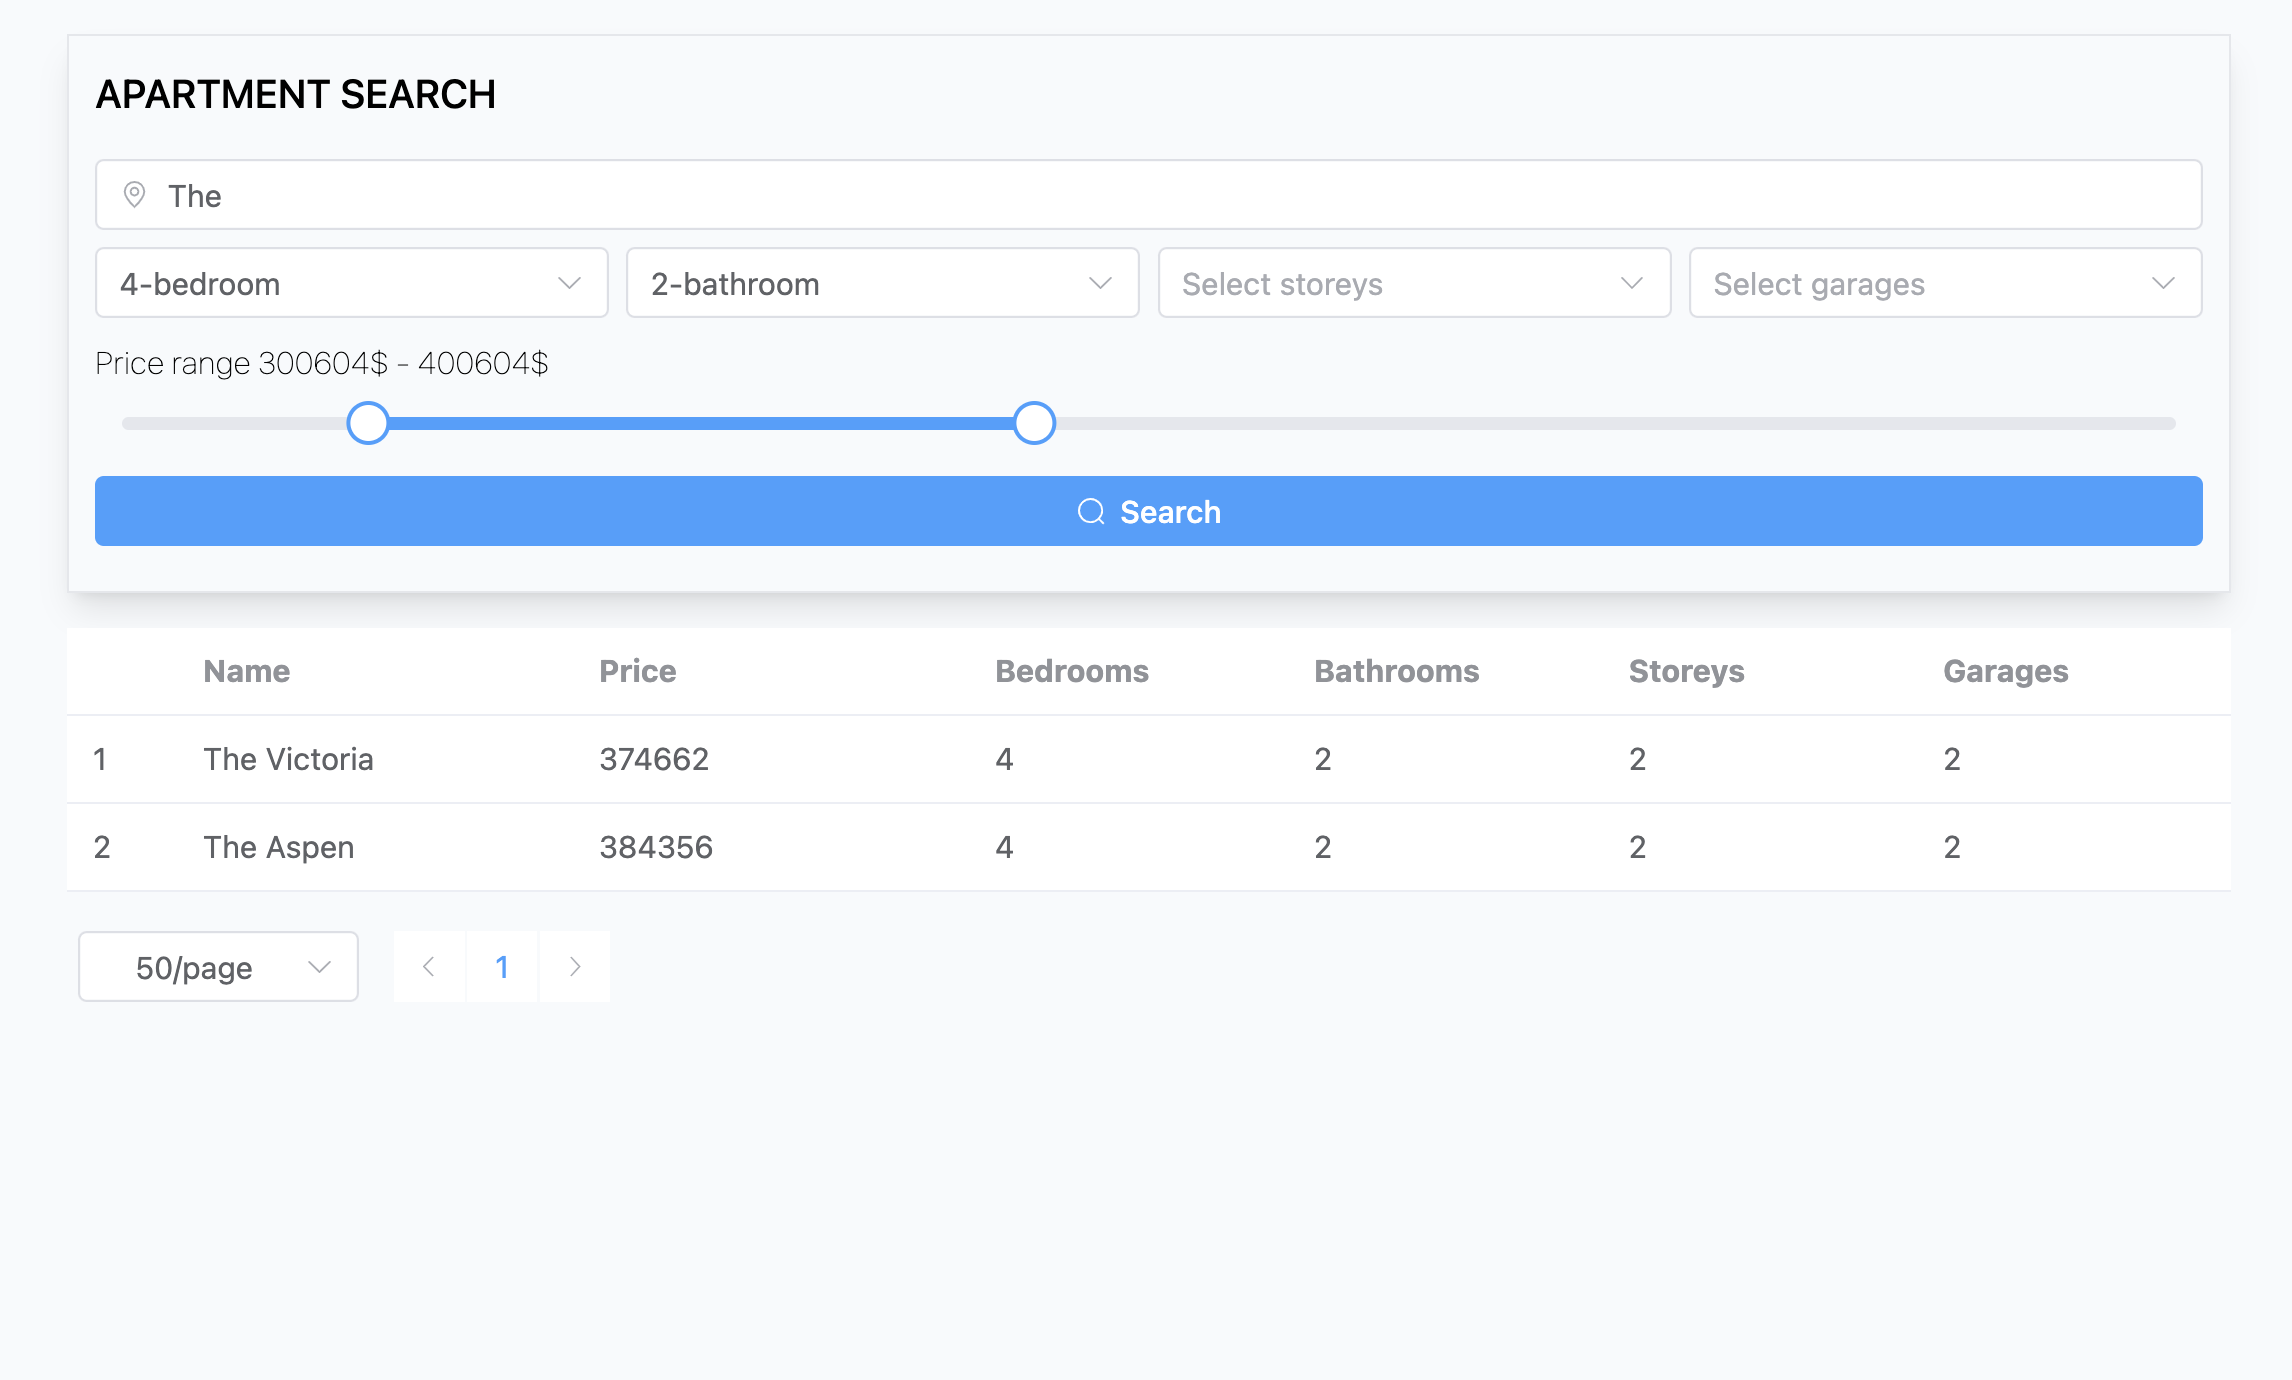 APARTMENT SEARCH
The
4-bedroom 2-bathroom Select storeys Select garages
Price range 300604$ - 400604$
Search
Name Price Bedrooms Bathrooms Storeys Garages
1 The Victoria 374662 4 2 2 2
2 The Aspen 384356 4 2 2 2
50/page 1